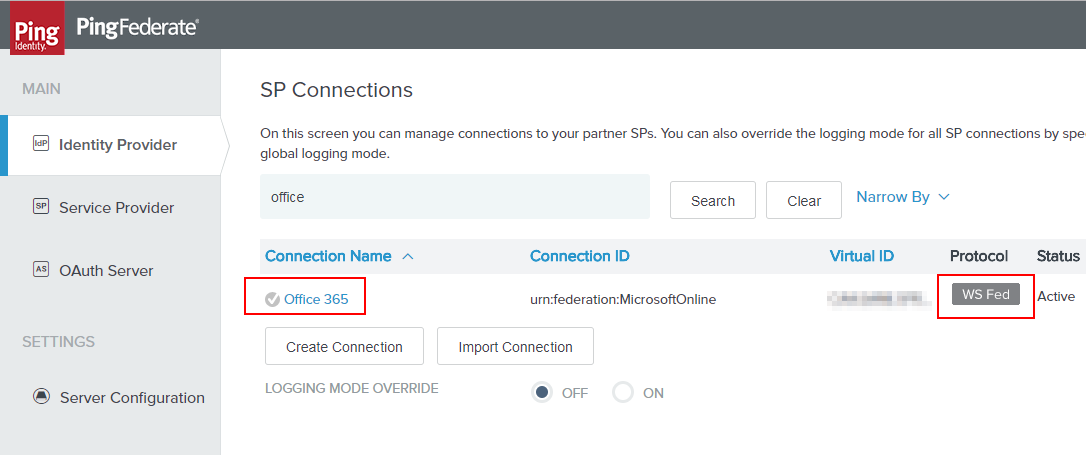 Ping
Identity.
PingFederate®
MAIN
IdP Identity Provider
SP Service Provider
AS OAuth Server
SETTINGS
Server Configuration
SP Connections
On this screen you can manage connections to your partner SPs. You can also override the logging mode for all SP connections by spe
global logging mode.
office
Search
Clear
Narrow By
Connection Name Connection ID Virtual ID Protocol Status
Office 365 urn:federation:MicrosoftOnline WS Fed Active
Create Connection
Import Connection
LOGGING MODE OVERRIDE OFF ON